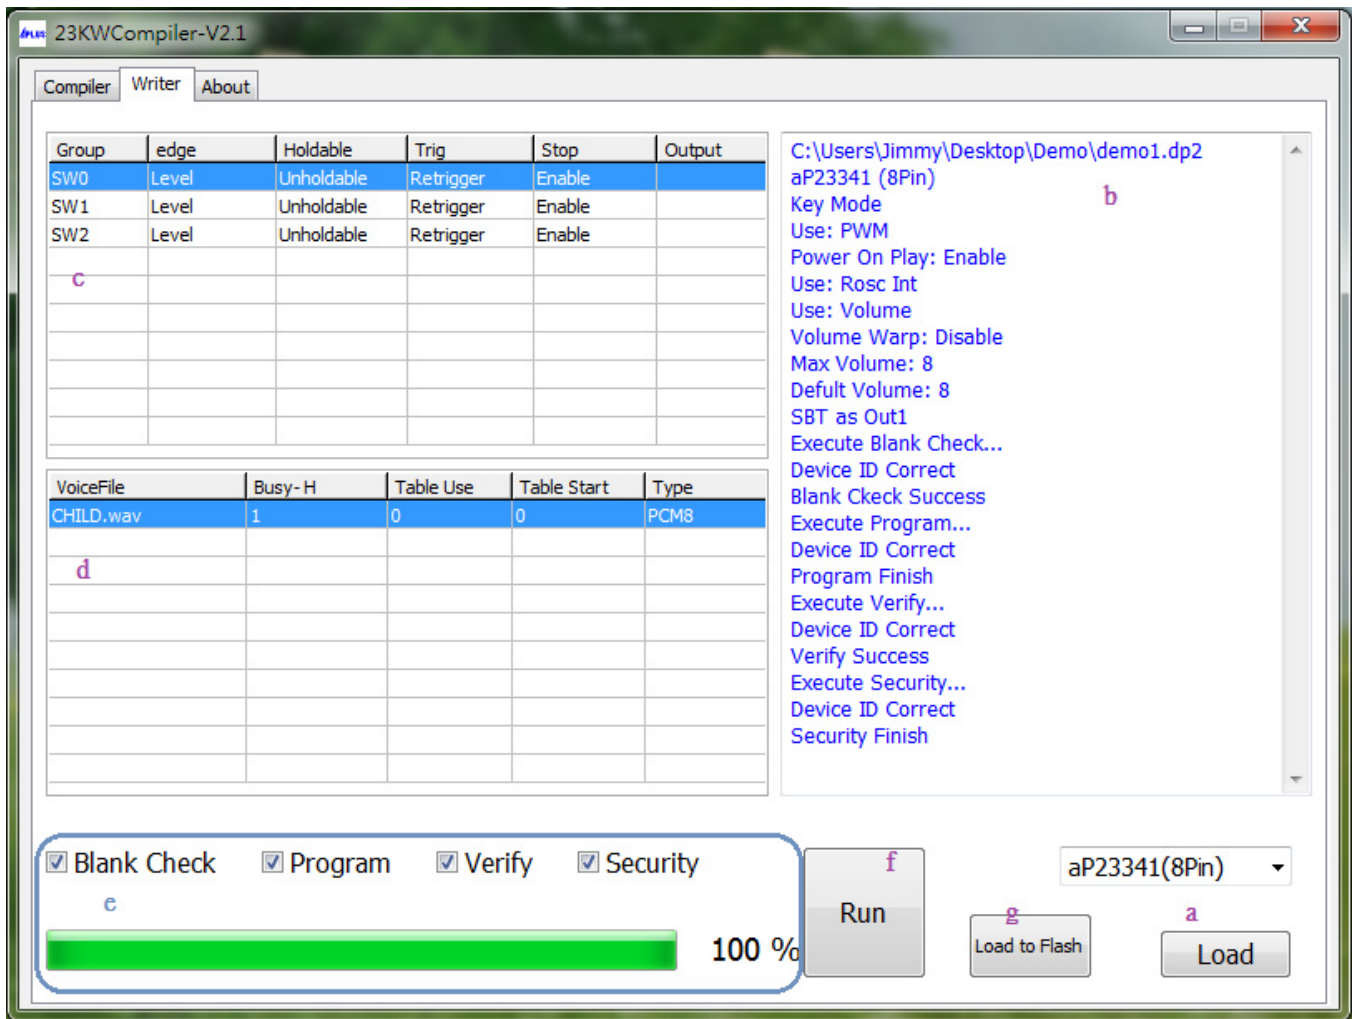 APLUS 23KWCompiler-V2.1
Compiler Writer About
Group edge Holdable Trig Stop Output
SW0 Level Unholdable Retrigger Enable
SW1 Level Unholdable Retrigger Enable
SW2 Level Unholdable Retrigger Enable
c
VoiceFile Busy-H Table Use Table Start Type
CHILD.wav 1 0 0 PCM8
d
C:\Users\Jimmy\Desktop\Demo\demo1.dp2
aP23341 (8Pin)
b
Key Mode
Use: PWM
Power On Play: Enable
Use: Rosc Int
Use: Volume
Volume Warp: Disable
Max Volume: 8
Defult Volume: 8
SBT as Out1
Execute Blank Check...
Device ID Correct
Blank Ckeck Success
Execute Program...
Device ID Correct
Program Finish
Execute Verify...
Device ID Correct
Verify Success
Execute Security...
Device ID Correct
Security Finish
Blank Check Program Verify Security
e
100 %
f
Run
g
Load to Flash
aP23341(8Pin)
a
Load